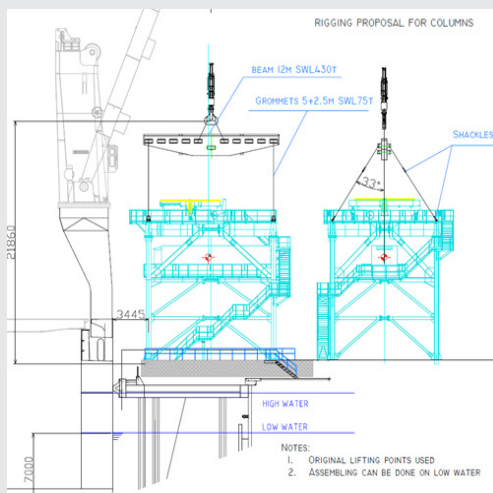 RIGGING PROPOSAL FOR COLUMNS
BEAM 12M SWL430T
GROMMETS 5+2.5M SWL75T
SHACKLES
33°
21860
3445
HIGH WATER
LOW WATER
7000
NOTES:
1. ORIGINAL LIFTING POINTS USED
2. ASSEMBLING CAN BE DONE ON LOW WATER